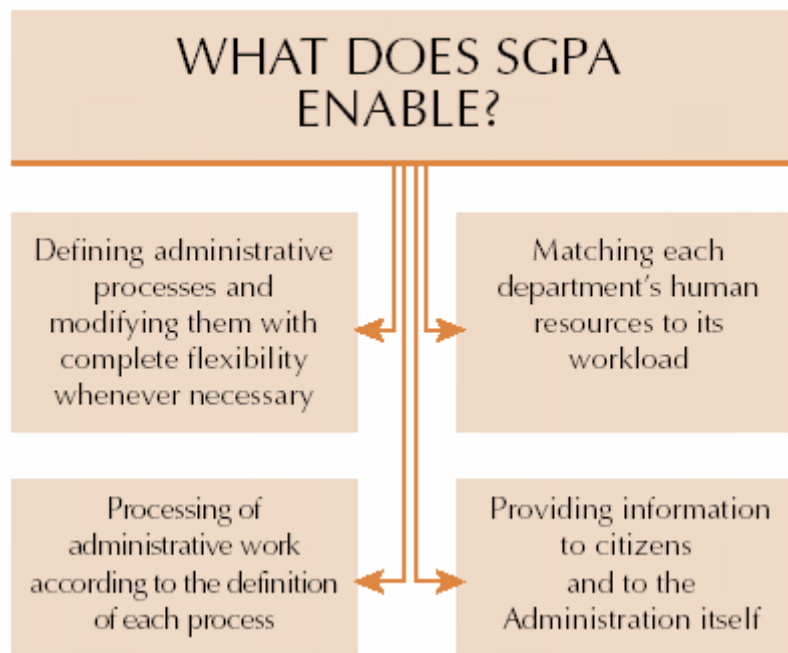 WHAT DOES SGPA
ENABLE?
Defining administrative
processes and
modifying them with
complete flexibility
whenever necessary
Matching each
department's human
resources to its
workload
Processing of
administrative work
according to the definition
of each process
Providing information
to citizens
and to the
Administration itself